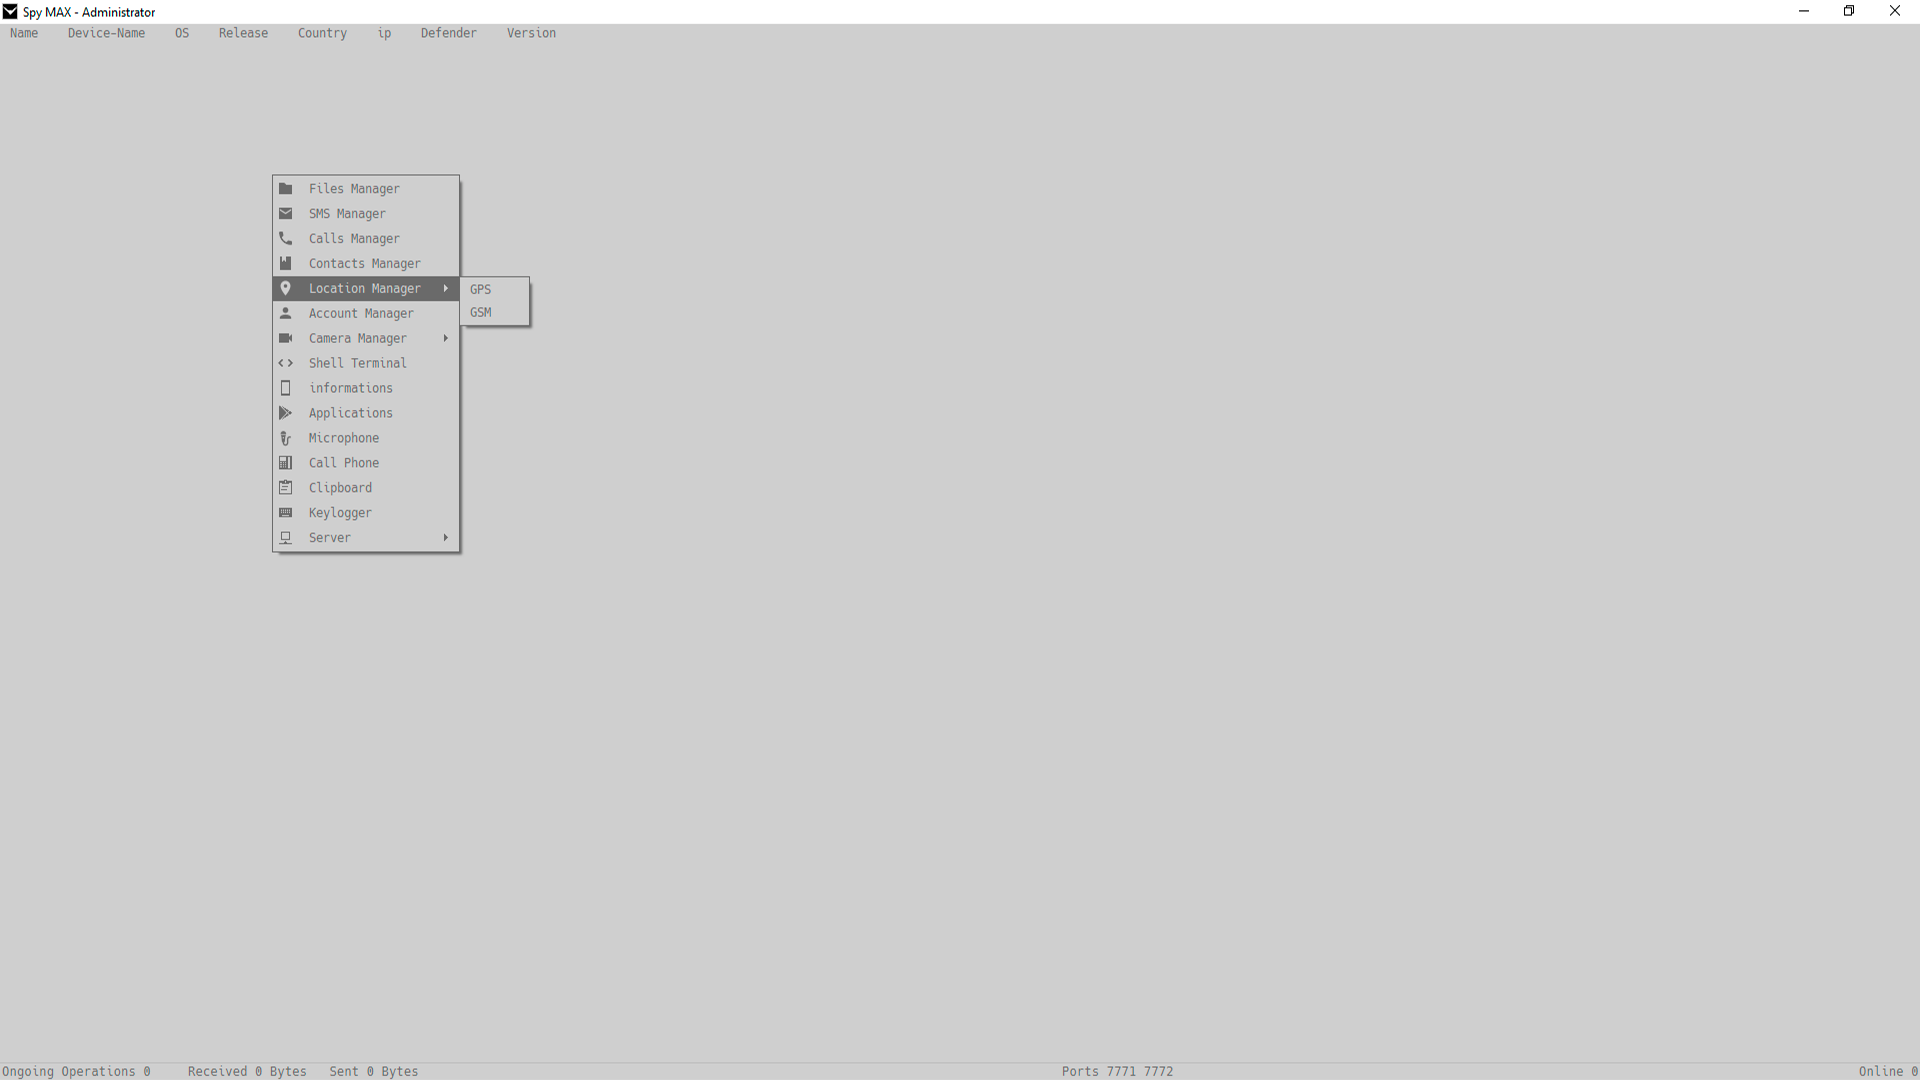 Spy MAX - Administrator
Name Device-Name OS Release Country ip Defender Version
Files Manager
SMS Manager
Calls Manager
Contacts Manager
Location Manager
GPS
GSM
Account Manager
Camera Manager
Shell Terminal
informations
Applications
Microphone
Call Phone
Clipboard
Keylogger
Server
Ongoing Operations 0 Received 0 Bytes Sent 0 Bytes Ports 7771 7772 Online 0